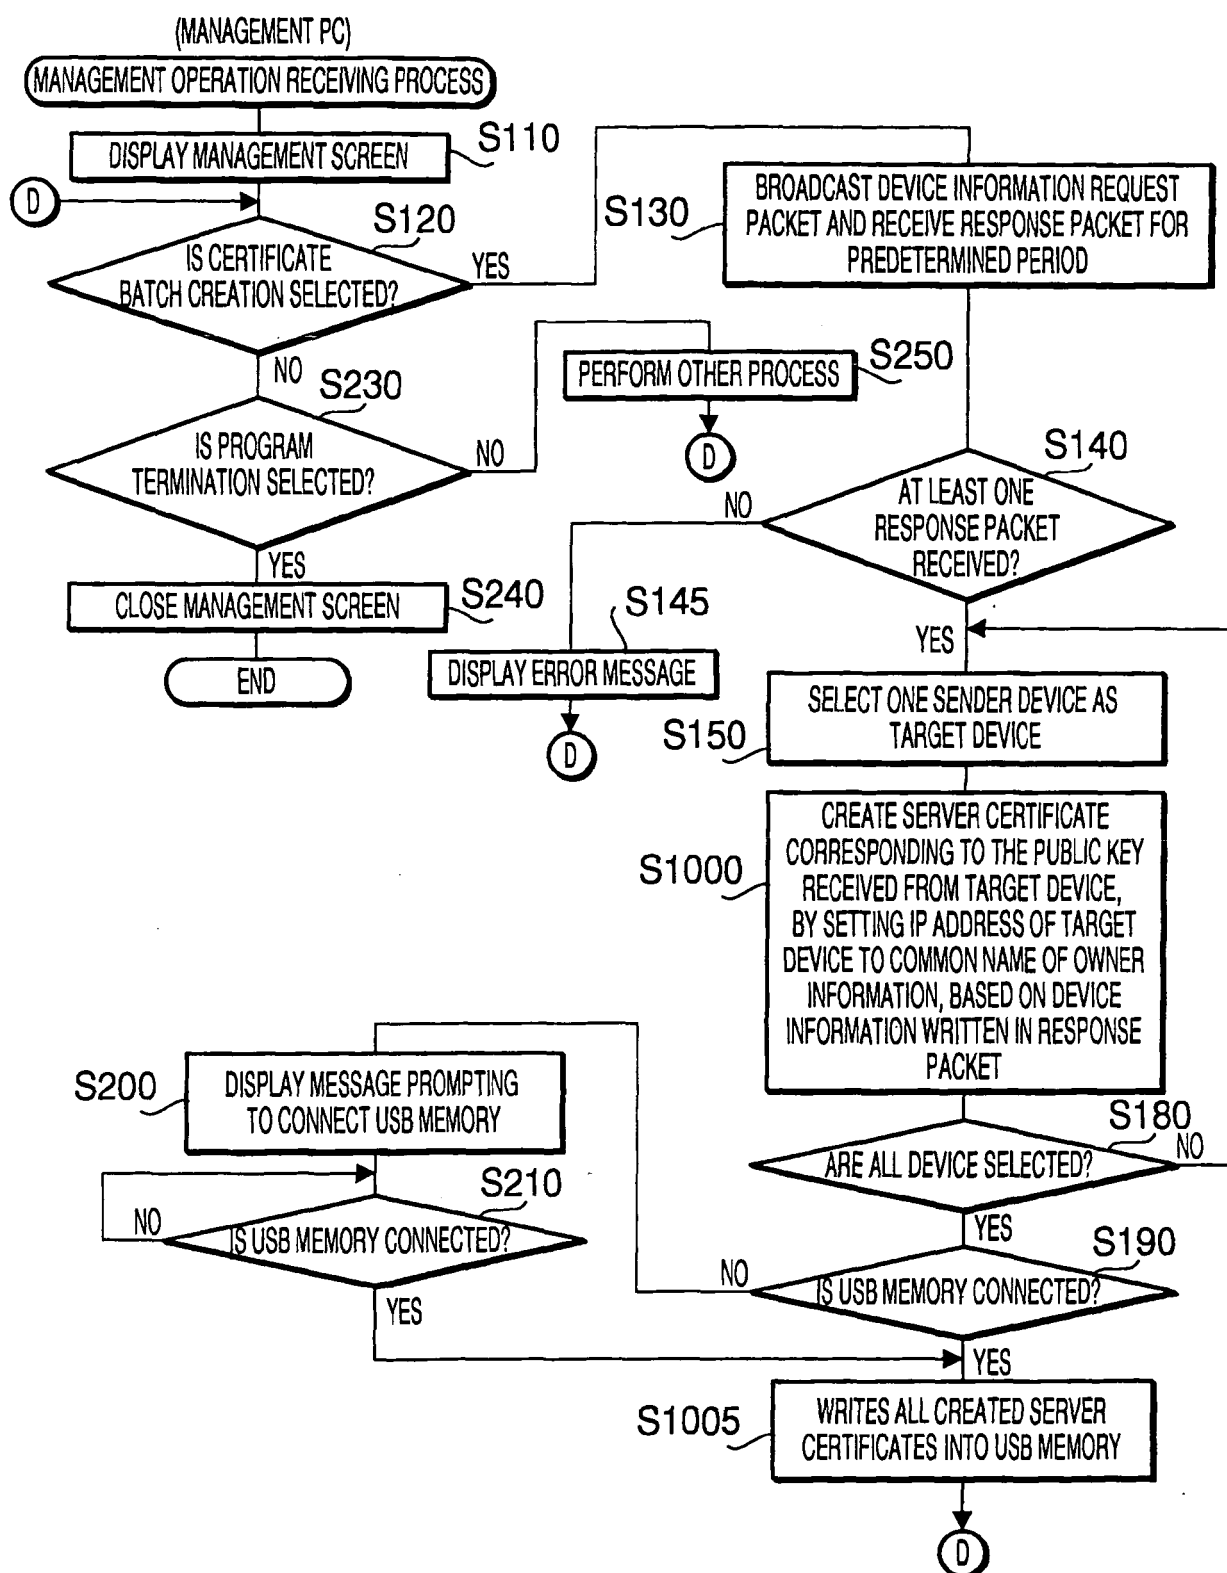 (MANAGEMENT PC)
MANAGEMENT OPERATION RECEIVING PROCESS
DISPLAY MANAGEMENT SCREEN
S110
D
S120
IS CERTIFICATE
BATCH CREATION SELECTED?
YES
NO
S230
IS PROGRAM
TERMINATION SELECTED?
NO
YES
CLOSE MANAGEMENT SCREEN
S240
END
PERFORM OTHER PROCESS
S250
D
S130
BROADCAST DEVICE INFORMATION REQUEST
PACKET AND RECEIVE RESPONSE PACKET FOR
PREDETERMINED PERIOD
S140
AT LEAST ONE
RESPONSE PACKET
RECEIVED?
NO
S145
DISPLAY ERROR MESSAGE
D
YES
SELECT ONE SENDER DEVICE AS
TARGET DEVICE
S150
CREATE SERVER CERTIFICATE
CORRESPONDING TO THE PUBLIC KEY
RECEIVED FROM TARGET DEVICE,
BY SETTING IP ADDRESS OF TARGET
DEVICE TO COMMON NAME OF OWNER
INFORMATION, BASED ON DEVICE
INFORMATION WRITTEN IN RESPONSE
PACKET
S1000
S180
ARE ALL DEVICE SELECTED?
NO
YES
S190
IS USB MEMORY CONNECTED?
NO
YES
S200
DISPLAY MESSAGE PROMPTING
TO CONNECT USB MEMORY
S210
IS USB MEMORY CONNECTED?
NO
YES
S1005
WRITES ALL CREATED SERVER
CERTIFICATES INTO USB MEMORY
D